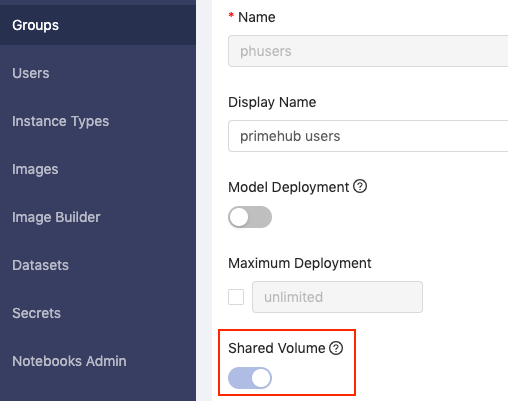 Groups
Users
Instance Types
Images
Image Builder
Datasets
Secrets
Notebooks Admin
* Name
phusers
Display Name
primehub users
Model Deployment ?
Maximum Deployment
unlimited
Shared Volume ?